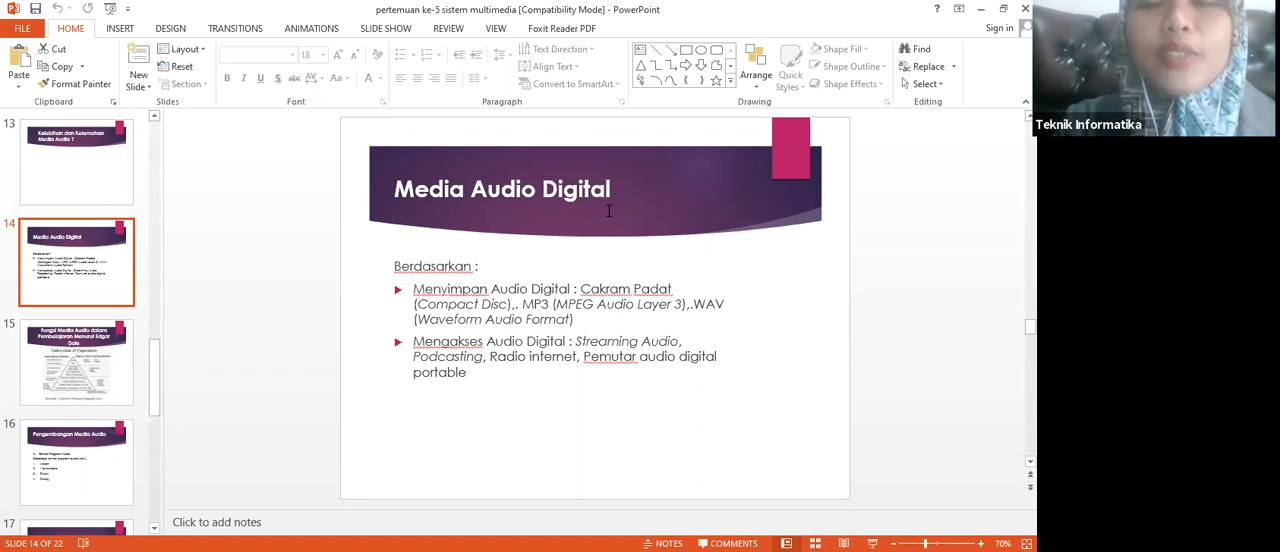 pertemuan ke-5 sistem multimedia [Compatibility Mode] - PowerPoint
FILE HOME INSERT DESIGN TRANSITIONS ANIMATIONS SLIDE SHOW REVIEW VIEW Foxit Reader PDF Sign in
Paste
Cut
Copy
Format Painter
Clipboard
New
Slide
Layout
Reset
Section
Slides
18
Font
Text Direction
Align Text
Convert to SmartArt
Paragraph
Arrange
Quick
Styles
Shape Fill
Shape Outline
Shape Effects
Drawing
Find
Replace
Select
Editing
Teknik Informatika
13
Kelebihan dan Kelemahan
Media Audio ?
14
Media Audio Digital
15
Fungsi Media Audio dalam
Pembelajaran Menurut Edgar
Dale
16
Pengembangan Media Audio
17
Media Audio Digital
Berdasarkan :
Menyimpan Audio Digital : Cakram Padat
(Compact Disc),. MP3 (MPEG Audio Layer 3),.WAV
(Waveform Audio Format)
Mengakses Audio Digital : Streaming Audio,
Podcasting, Radio internet, Pemutar audio digital
portable
Click to add notes
SLIDE 14 OF 22 NOTES COMMENTS 70%